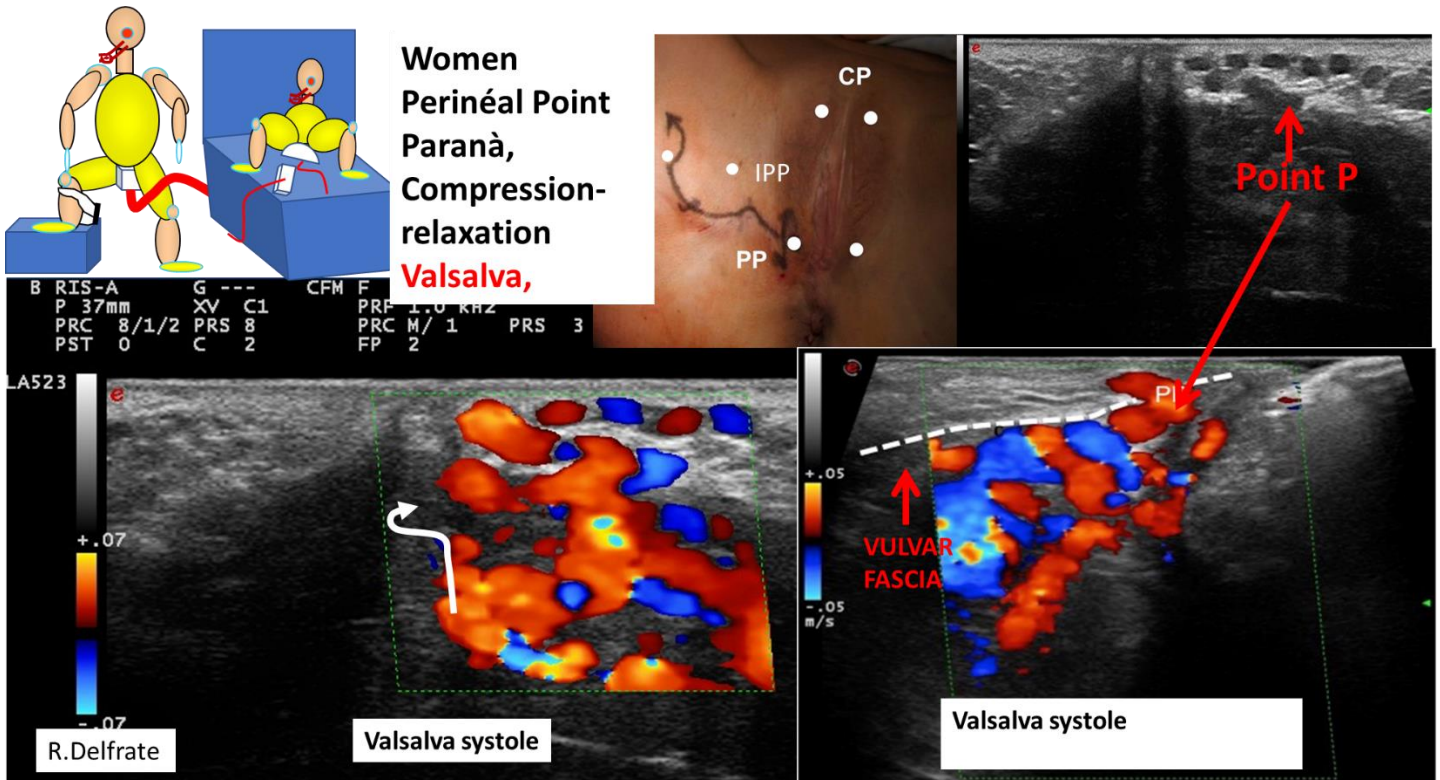 Women
Perinéal Point
Paranà,
Compression-
relaxation
Valsalva,
CP
IPP
PP
Point P
B RIS-A G --- CFM F
P 37mm XV C1 PRF 1.0 kHz
PRC 8/1/2 PRS 8 PRC M/ 1 PRS 3
PST 0 C 2 FP 2
LA523
e
+.07
-.07
R.Delfrate
Valsalva systole
e
e
+.05
-.05
m/s
VULVAR
FASCIA
Valsalva systole